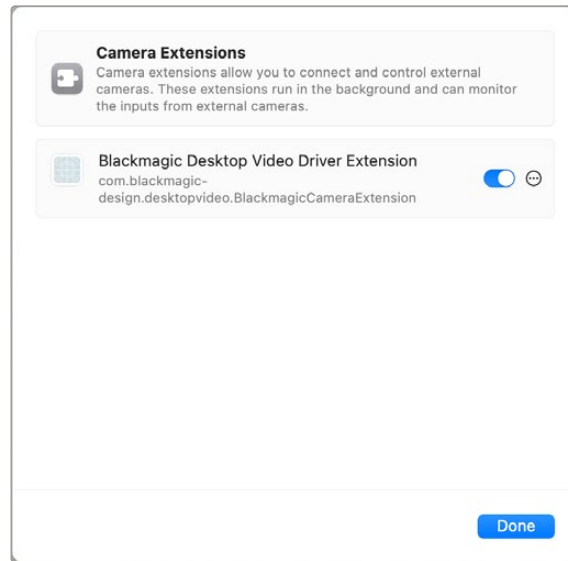 Camera Extensions
Camera extensions allow you to connect and control external
cameras. These extensions run in the background and can monitor
the inputs from external cameras.
Blackmagic Desktop Video Driver Extension
com.blackmagic-
design.desktopvideo.BlackmagicCameraExtension
Done